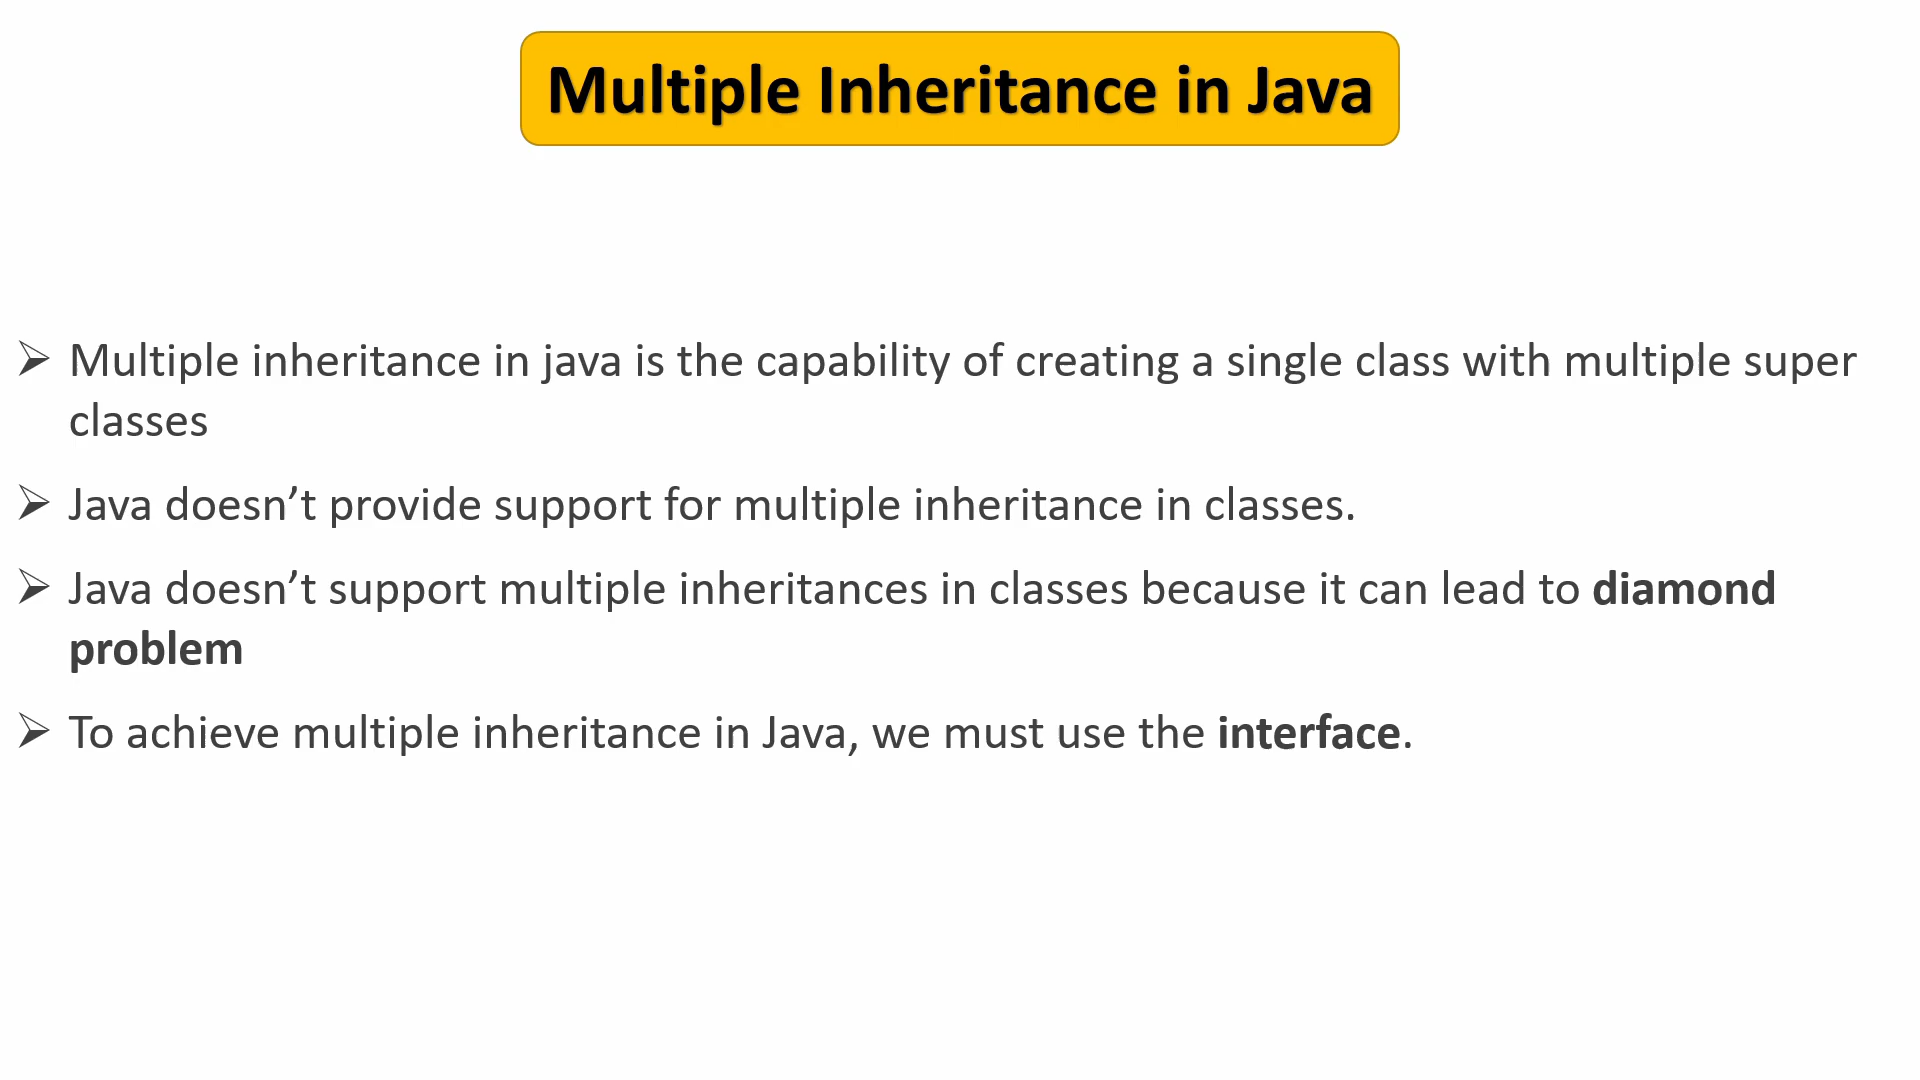 Multiple Inheritance in Java
Multiple inheritance in java is the capability of creating a single class with multiple super
classes
Java doesn’t provide support for multiple inheritance in classes.
Java doesn’t support multiple inheritances in classes because it can lead to diamond
problem
To achieve multiple inheritance in Java, we must use the interface.